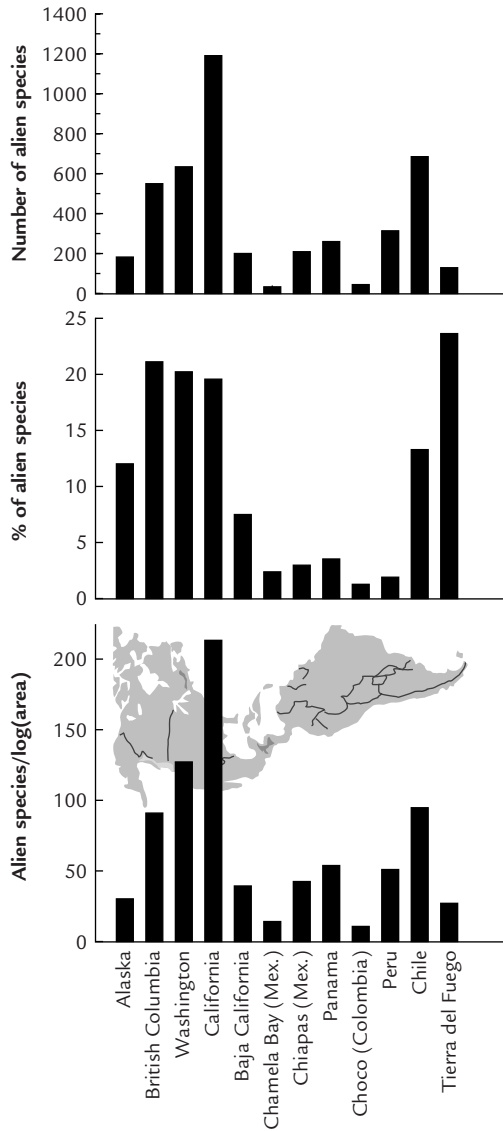 Number of alien species
1400
1200
1000
800
600
400
200
0
% of alien species
25
20
15
10
5
0
Alien species/log(area)
200
150
100
50
0
Alaska
British Columbia
Washington
California
Baja California
Chamela Bay (Mex.)
Chiapas (Mex.)
Panama
Choco (Colombia)
Peru
Chile
Tierra del Fuego